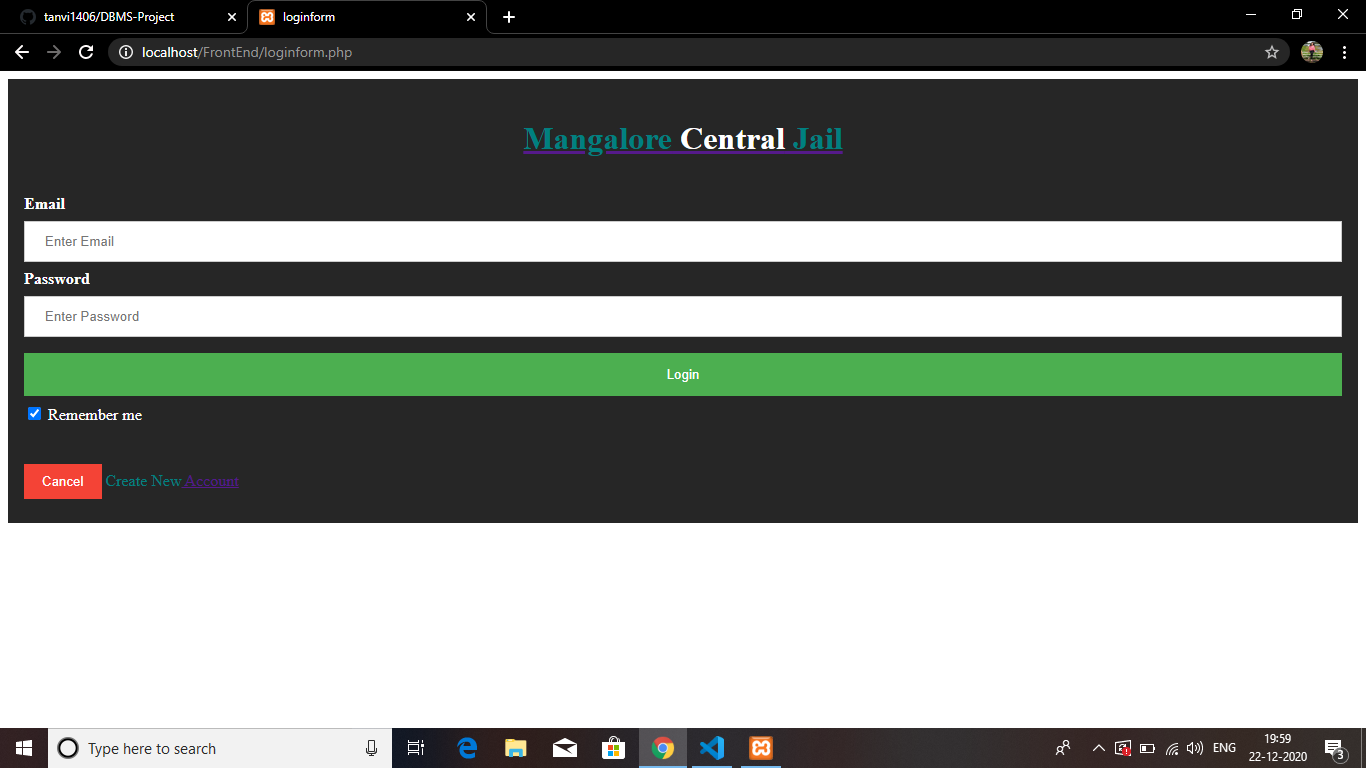 tanvi1406/DBMS-Project
loginform
localhost/FrontEnd/loginform.php
Mangalore Central Jail
Email
Enter Email
Password
Enter Password
Login
Remember me
Cancel Create New Account
Type here to search
ENG
19:59
22-12-2020
3